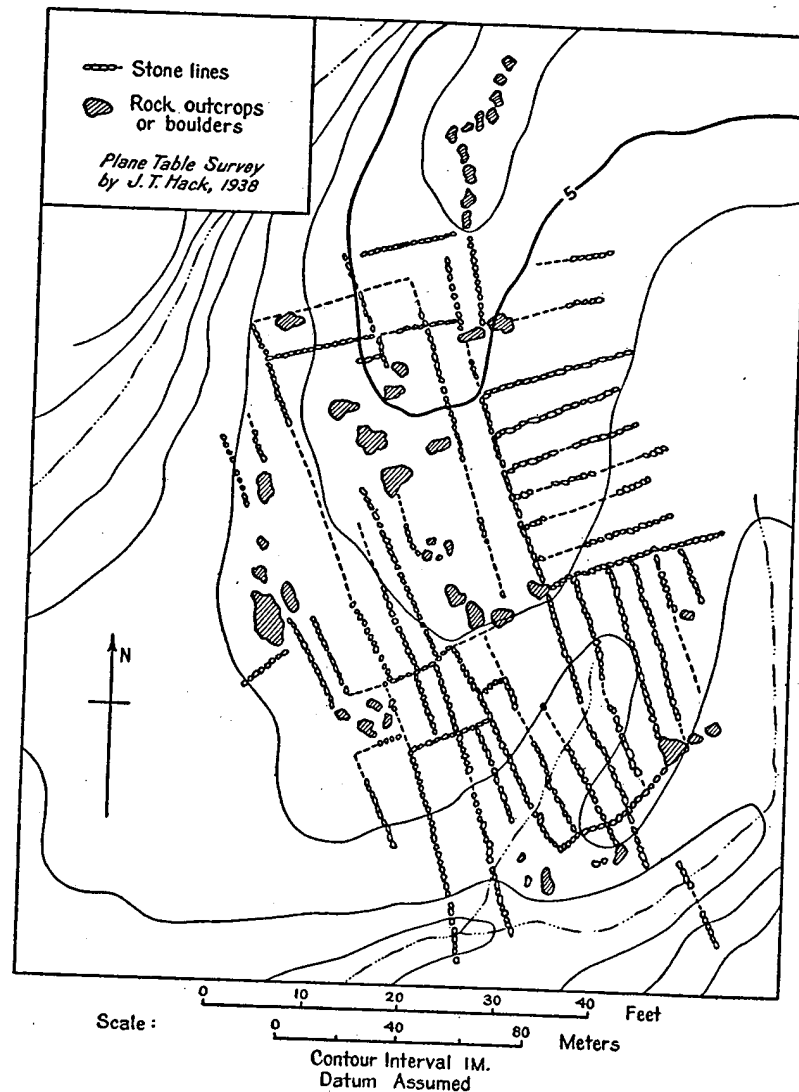 Stone lines
Rock outcrops
or boulders
Plane Table Survey
by J.T. Hack, 1938
5
N
Scale :
0 10 20 30 40 Feet
0 40 80 Meters
Contour Interval 1M.
Datum Assumed